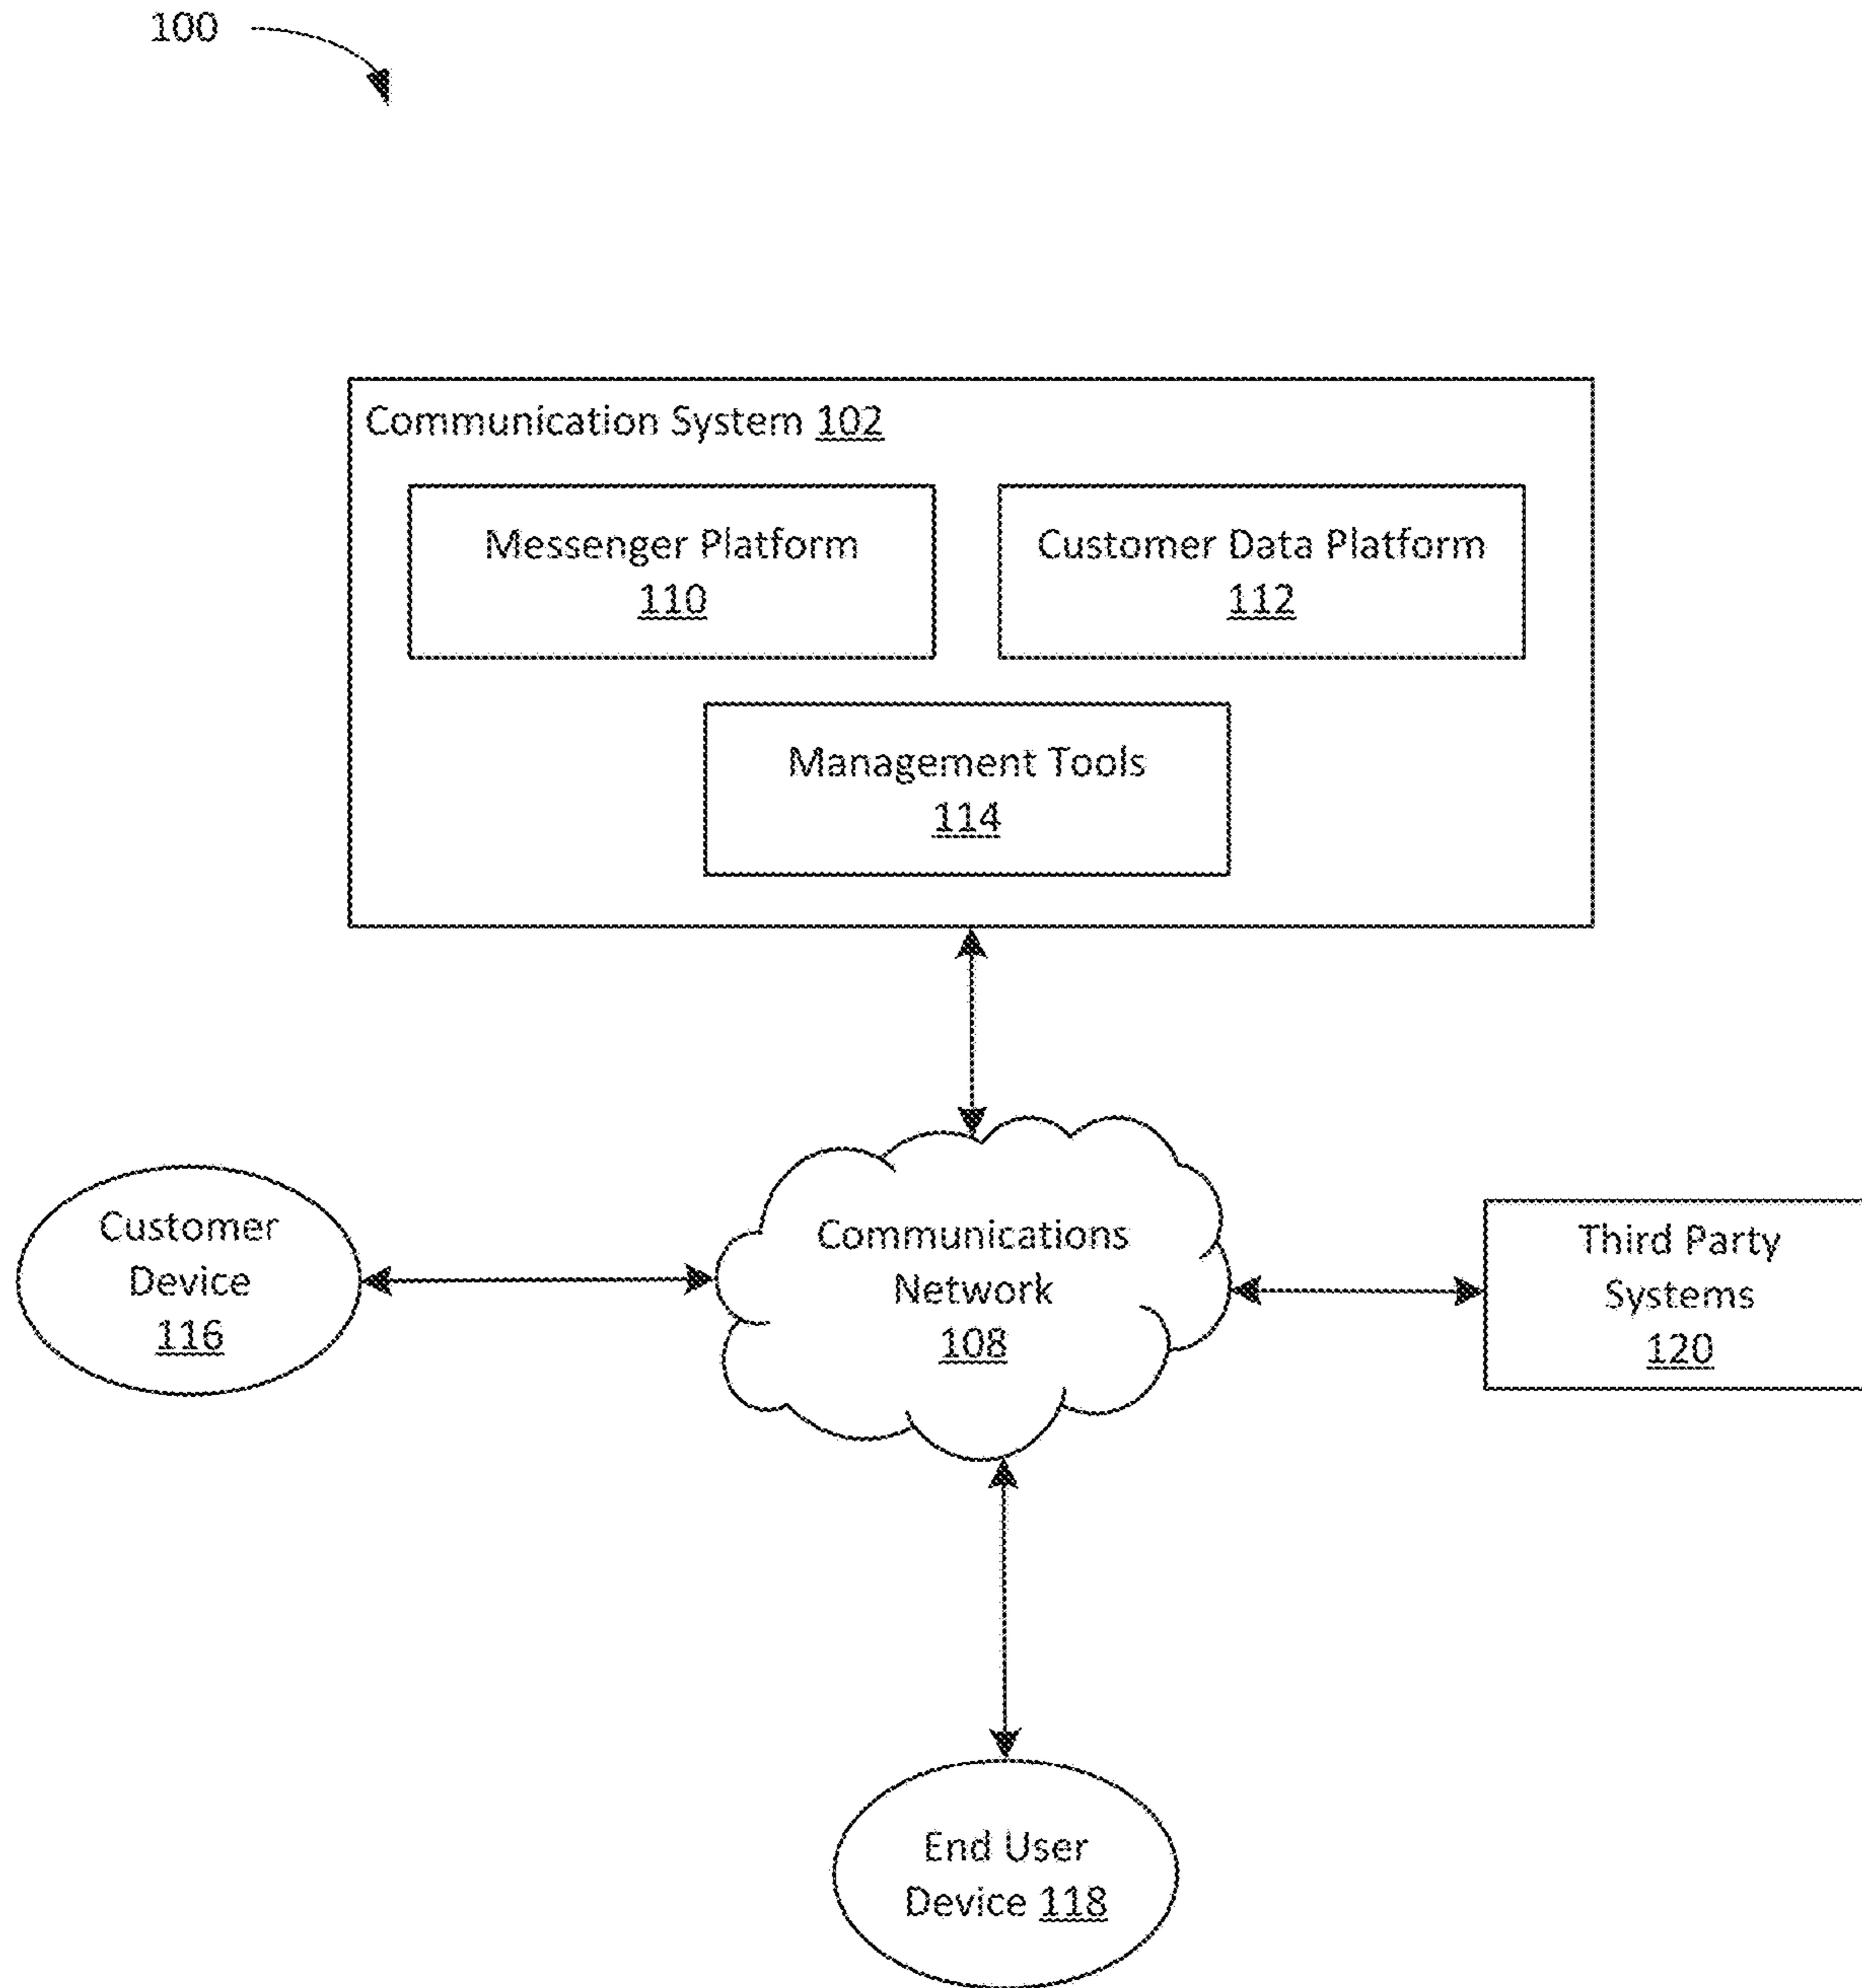 100
Communication System 102
Messenger Platform
110
Customer Data Platform
112
Management Tools
114
Customer
Device
116
Communications
Network
108
Third Party
Systems
120
End User
Device 118